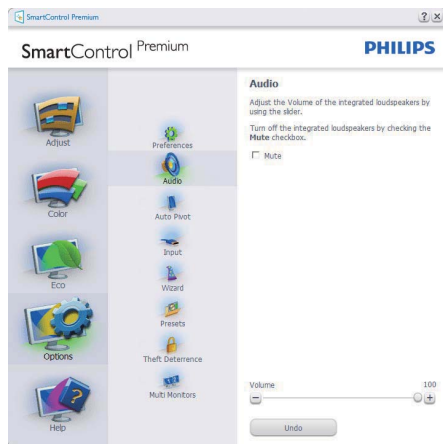 SmartControl Premium
? ×
SmartControl Premium
PHILIPS
Adjust
Color
Eco
Options
Help
Preferences
Audio
Auto Pivot
Input
Wizard
Presets
Theft Deterrence
Multi Monitors
Audio
Adjust the Volume of the integrated loudspeakers by
using the slider.
Turn off the integrated loudspeakers by checking the
Mute checkbox.
Mute
Volume 100
Undo